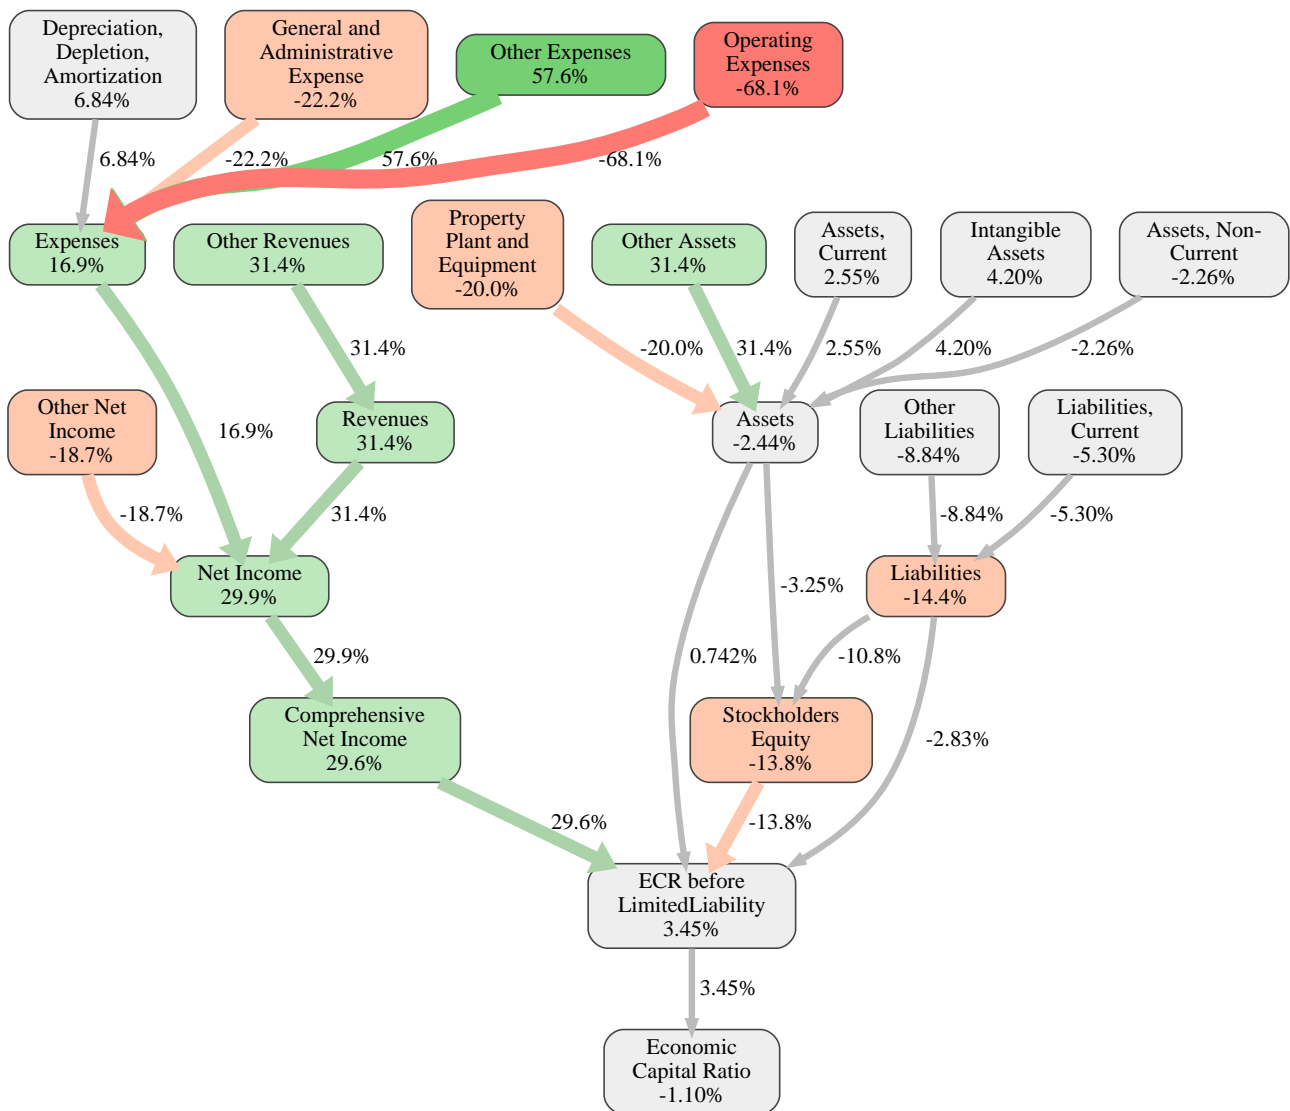 Depreciation,
Depletion,
Amortization
6.84%
General and
Administrative
Expense
-22.2%
Other Expenses
57.6%
Operating
Expenses
-68.1%
6.84%
-22.2%
57.6%
-68.1%
Expenses
16.9%
Other Revenues
31.4%
Property
Plant and
Equipment
-20.0%
Other Assets
31.4%
Assets,
Current
2.55%
Intangible
Assets
4.20%
Assets, Non-
Current
-2.26%
31.4%
-20.0%
31.4%
2.55%
4.20%
-2.26%
Other Net
Income
-18.7%
16.9%
Revenues
31.4%
Assets
-2.44%
Other
Liabilities
-8.84%
Liabilities,
Current
-5.30%
-18.7%
31.4%
-8.84%
-5.30%
Net Income
29.9%
-3.25%
Liabilities
-14.4%
29.9%
0.742%
-10.8%
Comprehensive
Net Income
29.6%
Stockholders
Equity
-13.8%
-2.83%
29.6%
-13.8%
ECR before
LimitedLiability
3.45%
3.45%
Economic
Capital Ratio
-1.10%